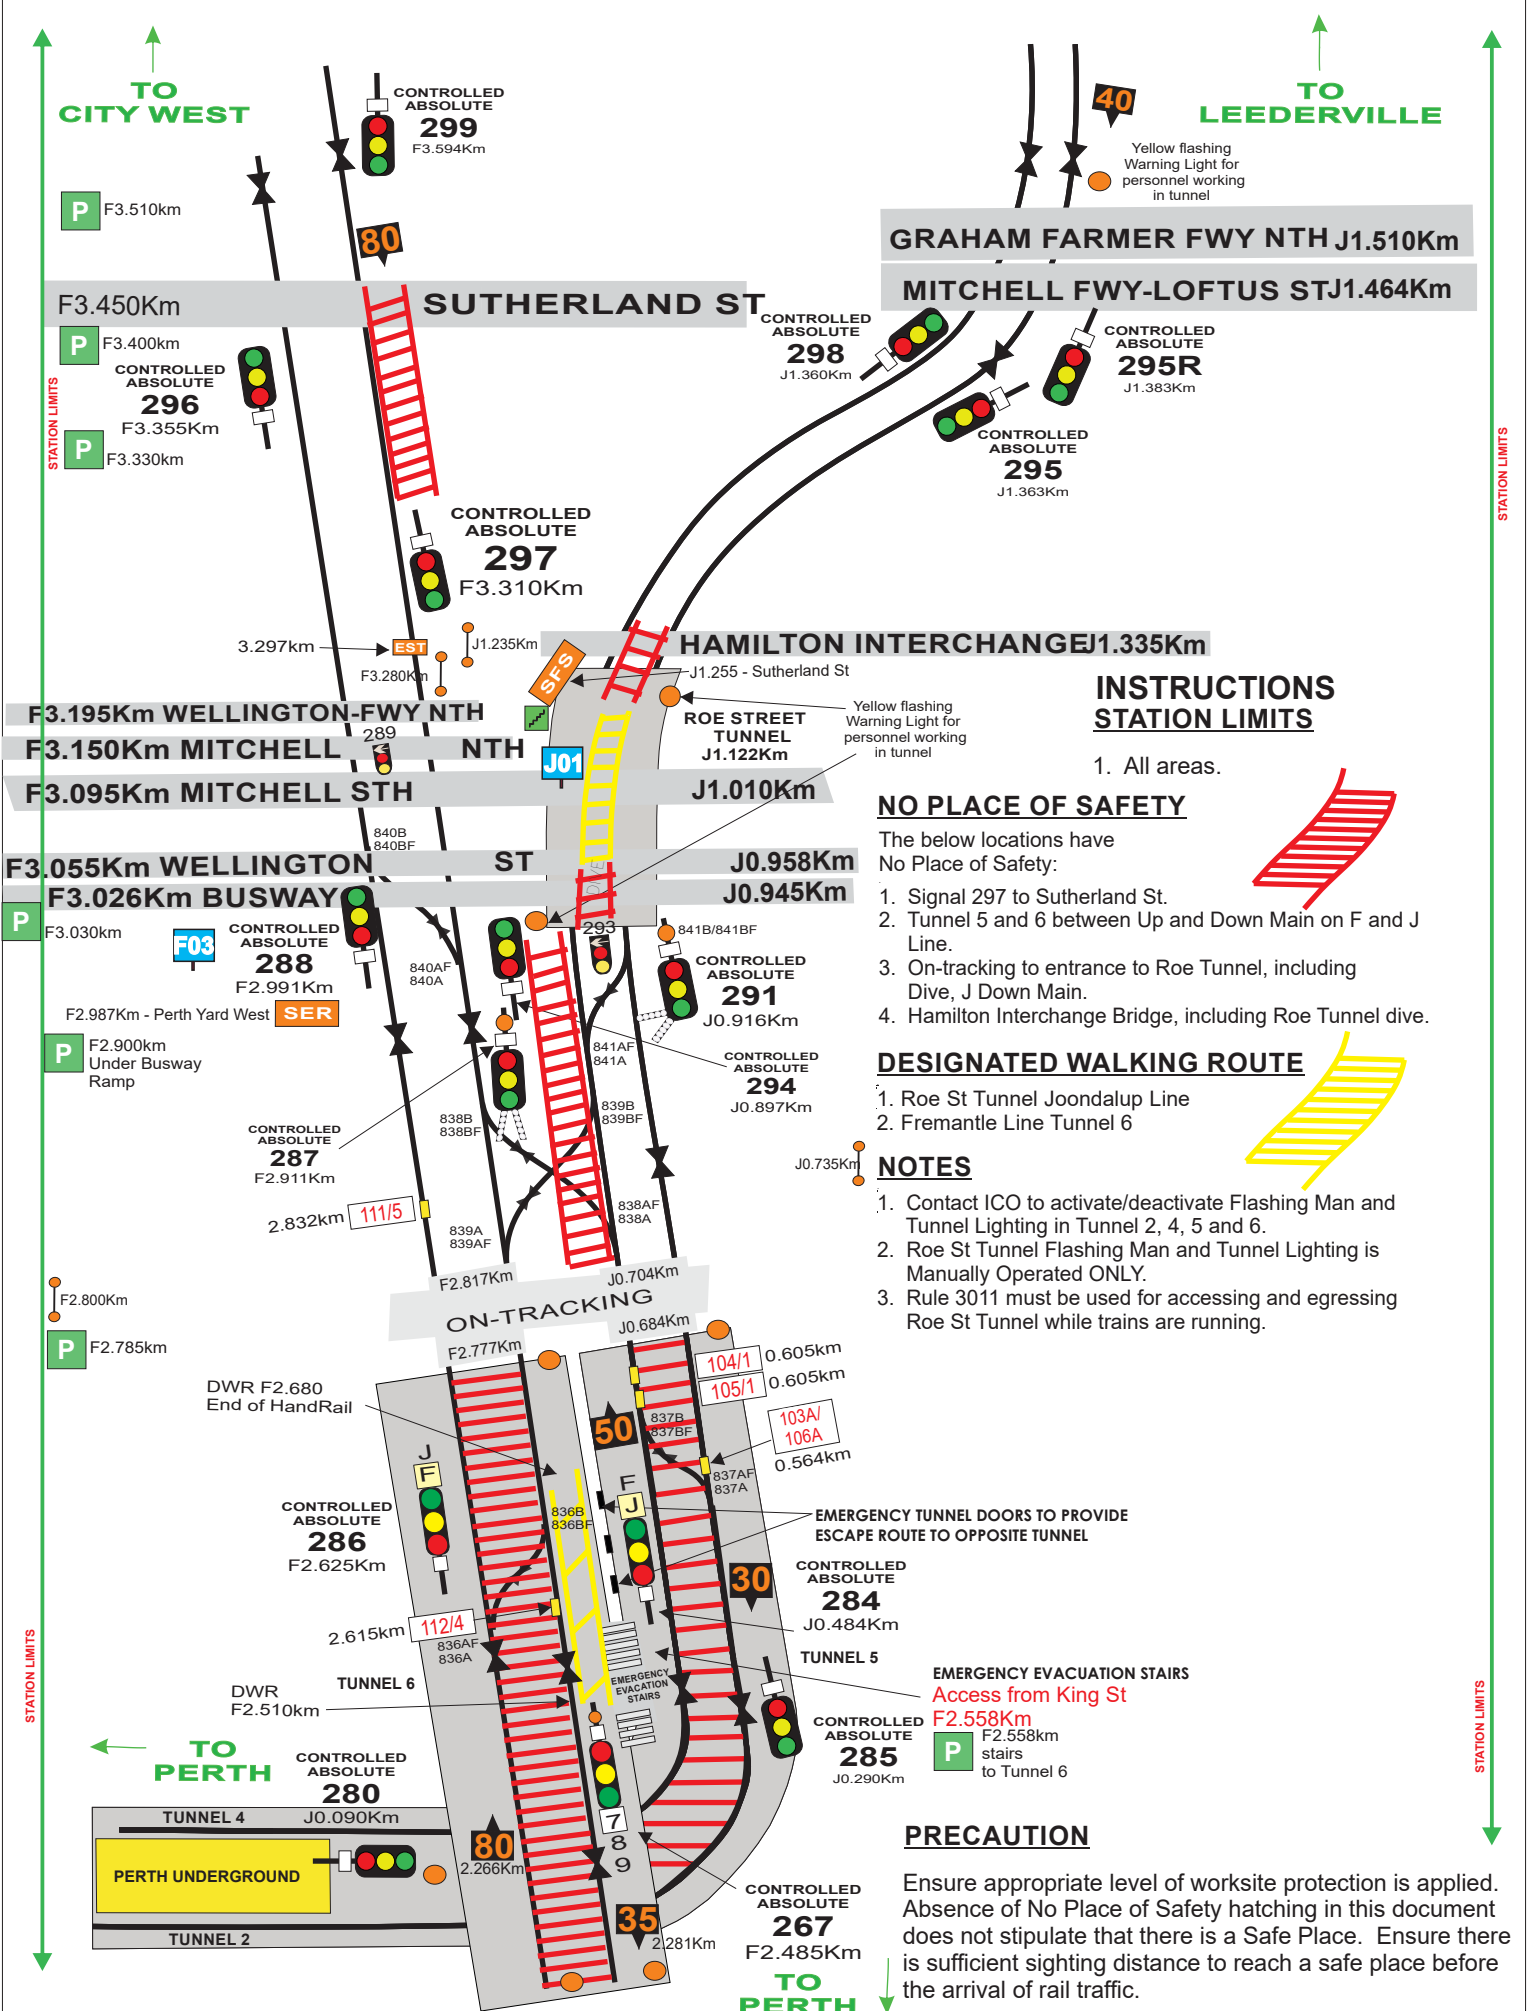 TO
CITY WEST
TO
LEEDERVILLE
CONTROLLED
ABSOLUTE
299
F3.594Km
40
Yellow flashing
Warning Light for
personnel working
in tunnel
P F3.510km
80
GRAHAM FARMER FWY NTH J1.510Km
MITCHELL FWY-LOFTUS ST J1.464Km
F3.450Km SUTHERLAND ST
P F3.400km
CONTROLLED
ABSOLUTE
298
J1.360Km
CONTROLLED
ABSOLUTE
295R
J1.383Km
CONTROLLED
ABSOLUTE
296
F3.355Km
STATION LIMITS
P F3.330km
CONTROLLED
ABSOLUTE
295
J1.363Km
STATION LIMITS
CONTROLLED
ABSOLUTE
297
F3.310Km
3.297km EST
J1.235Km
F3.280Km
HAMILTON INTERCHANGE J1.335Km
SFS
J1.255 - Sutherland St
F3.195Km WELLINGTON-FWY NTH
289
F3.150Km MITCHELL NTH
ROE STREET
TUNNEL
J1.122Km
J01
Yellow flashing
Warning Light for
personnel working
in tunnel
F3.095Km MITCHELL STH J1.010Km
840B
840BF
F3.055Km WELLINGTON ST J0.958Km
DIVE
F3.026Km BUSWAY J0.945Km
P F3.030km
F03
CONTROLLED
ABSOLUTE
288
F2.991Km
840AF
840A
293
841B/841BF
CONTROLLED
ABSOLUTE
291
J0.916Km
F2.987Km - Perth Yard West SER
P F2.900km
Under Busway
Ramp
841AF
841A
CONTROLLED
ABSOLUTE
294
J0.897Km
838B
838BF
839B
839BF
CONTROLLED
ABSOLUTE
287
F2.911Km
J0.735Km
2.832km 111/5
839A
839AF
838AF
838A
F2.817Km
J0.704Km
F2.800Km
ON-TRACKING
J0.684Km
F2.777Km
P F2.785km
INSTRUCTIONS
STATION LIMITS
1. All areas.
NO PLACE OF SAFETY
The below locations have
No Place of Safety:
1. Signal 297 to Sutherland St.
2. Tunnel 5 and 6 between Up and Down Main on F and J
Line.
3. On-tracking to entrance to Roe Tunnel, including
Dive, J Down Main.
4. Hamilton Interchange Bridge, including Roe Tunnel dive.
DESIGNATED WALKING ROUTE
1. Roe St Tunnel Joondalup Line
2. Fremantle Line Tunnel 6
NOTES
1. Contact ICO to activate/deactivate Flashing Man and
Tunnel Lighting in Tunnel 2, 4, 5 and 6.
2. Roe St Tunnel Flashing Man and Tunnel Lighting is
Manually Operated ONLY.
3. Rule 3011 must be used for accessing and egressing
Roe St Tunnel while trains are running.
104/1 0.605km
105/1 0.605km
DWR F2.680
End of HandRail
50
837B
837BF
103A/
106A
0.564km
J
F
F
J
837AF
837A
CONTROLLED
ABSOLUTE
286
F2.625Km
836B
836BF
EMERGENCY TUNNEL DOORS TO PROVIDE
ESCAPE ROUTE TO OPPOSITE TUNNEL
30
CONTROLLED
ABSOLUTE
284
J0.484Km
2.615km 112/4
836AF
836A
TUNNEL 5
TUNNEL 6
EMERGENCY
EVACATION
STAIRS
EMERGENCY EVACUATION STAIRS
Access from King St
F2.558Km
P F2.558km
stairs
to Tunnel 6
DWR
F2.510km
STATION LIMITS
STATION LIMITS
CONTROLLED
ABSOLUTE
285
J0.290Km
TO
PERTH
CONTROLLED
ABSOLUTE
280
J0.090Km
TUNNEL 4
PERTH UNDERGROUND
TUNNEL 2
80
2.266Km
7
8
9
35
2.281Km
CONTROLLED
ABSOLUTE
267
F2.485Km
TO
PERTH
PRECAUTION
Ensure appropriate level of worksite protection is applied.
Absence of No Place of Safety hatching in this document
does not stipulate that there is a Safe Place. Ensure there
is sufficient sighting distance to reach a safe place before
the arrival of rail traffic.